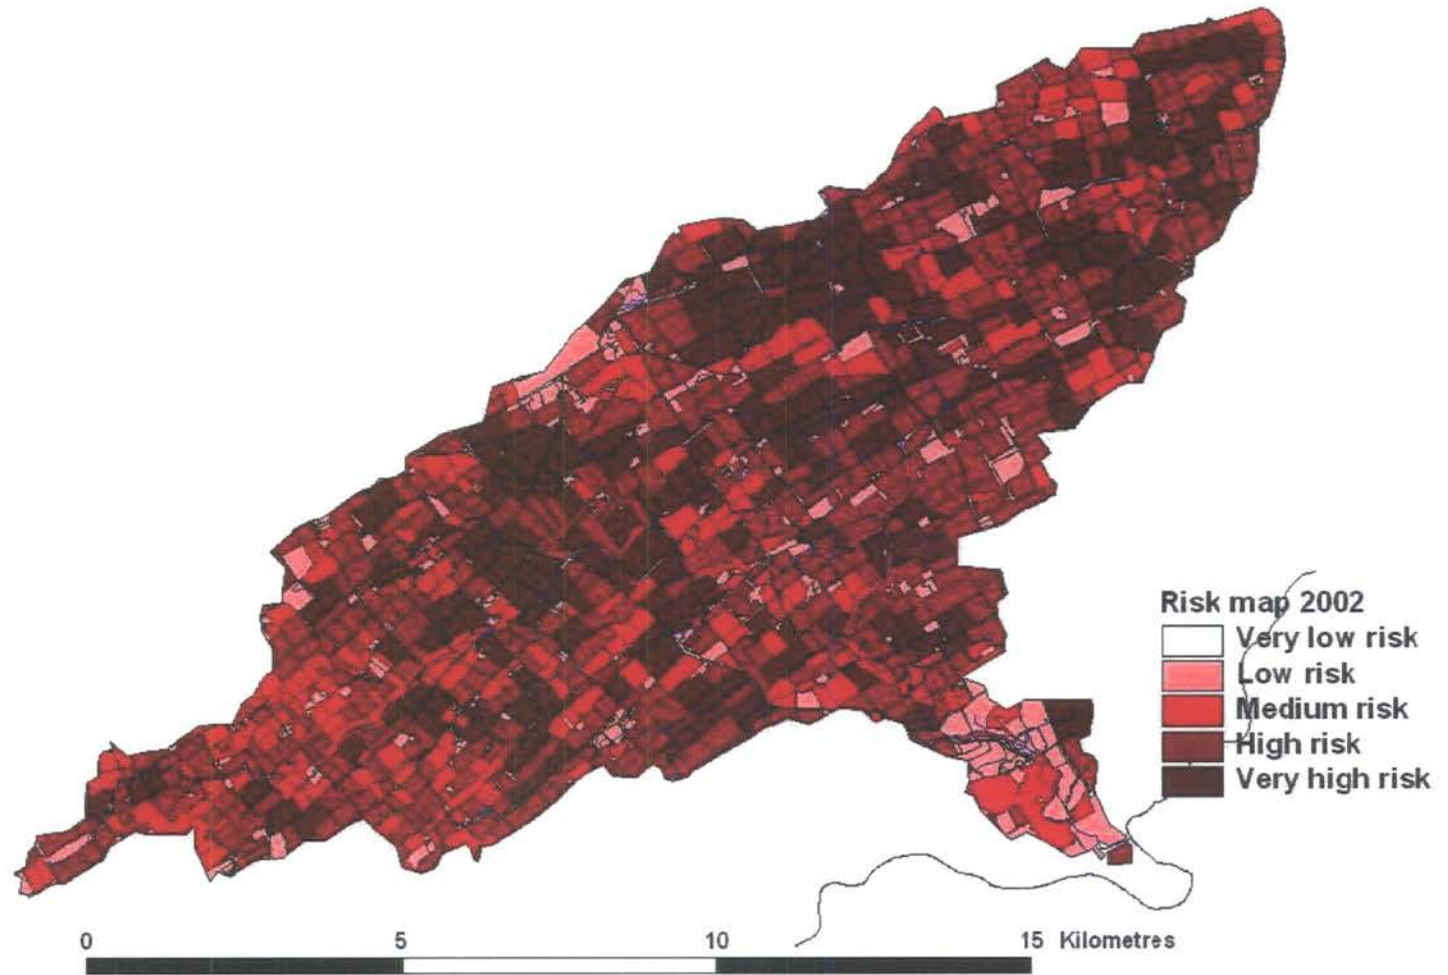 Risk map 2002
Very low risk
Low risk
Medium risk
High risk
Very high risk
0 5 10 15 Kilometres